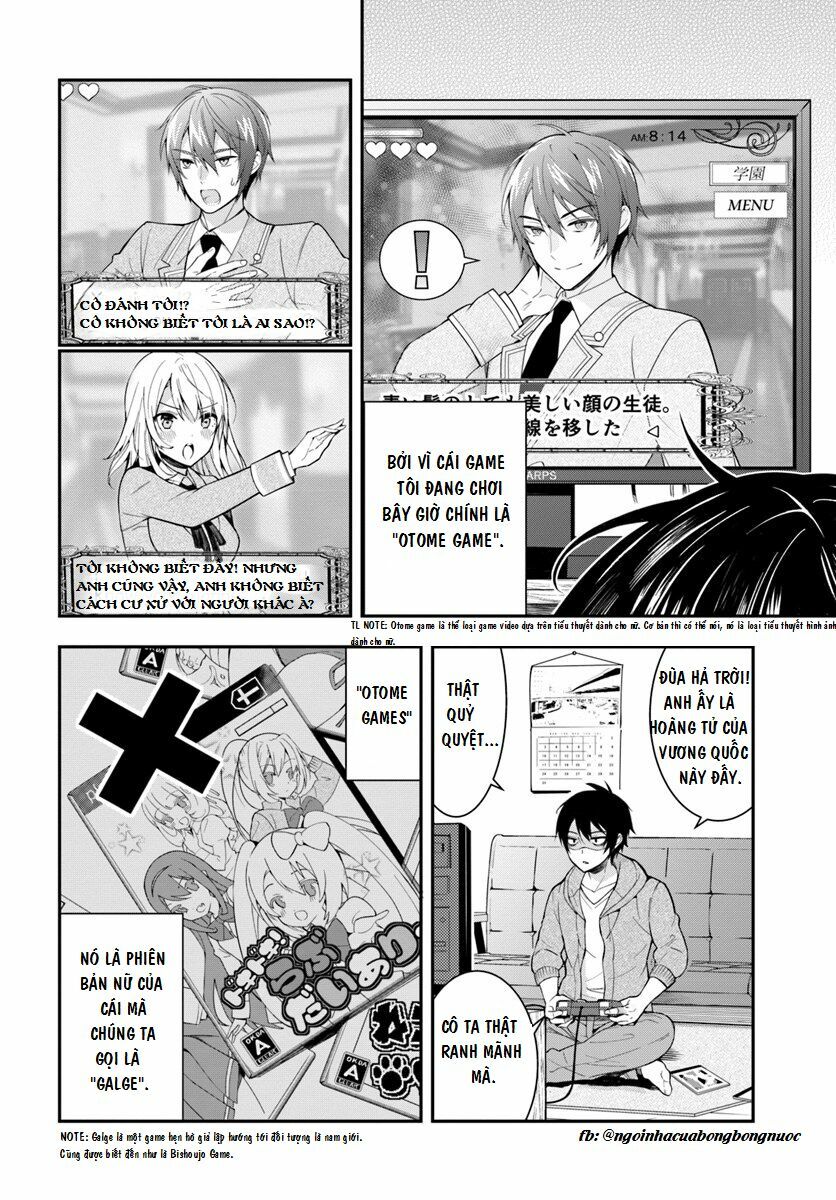 AM:8:14
学園
MENU
!
美しい顔の生徒。
線を移した
ARPS
BỞI VÌ CÁI GAME
TÔI ĐANG CHƠI
BÂY GIỜ CHÍNH LÀ
"OTOME GAME".
CÔ ĐÁNH TÔI!?
CÔ KHÔNG BIẾT TÔI LÀ AI SAO!?
TÔI KHÔNG BIẾT ĐẤY! NHƯNG
ANH CŨNG VẬY, ANH KHÔNG BIẾT
CÁCH CƯ XỬ VỚI NGƯỜI KHÁC À?
TL NOTE: Otome game là thể loại game video dựa trên tiểu thuyết dành cho nữ. Cơ bản thì có thể nói, nó là loại tiểu thuyết hình ảnh
dành cho nữ.
ĐÙA HẢ TRỜI!
ANH ẤY LÀ
HOÀNG TỬ CỦA
VƯƠNG QUỐC
NÀY ĐẤY.
THẬT
QUỶ
QUYỆT...
CÔ TA THẬT
RANH MÃNH
MÀ.
"OTOME
GAMES"
らぶ
だいあり
A
OKDA
A
NÓ LÀ PHIÊN
BẢN NỮ CỦA
CÁI MÀ
CHÚNG TA
GỌI LÀ
"GALGE".
NOTE: Galge là một game hẹn hò giả lập hướng tới đối tượng là nam giới.
Cũng được biết đến như là Bishoujo Game.
fb: @ngoinhacuabongbongnuoc